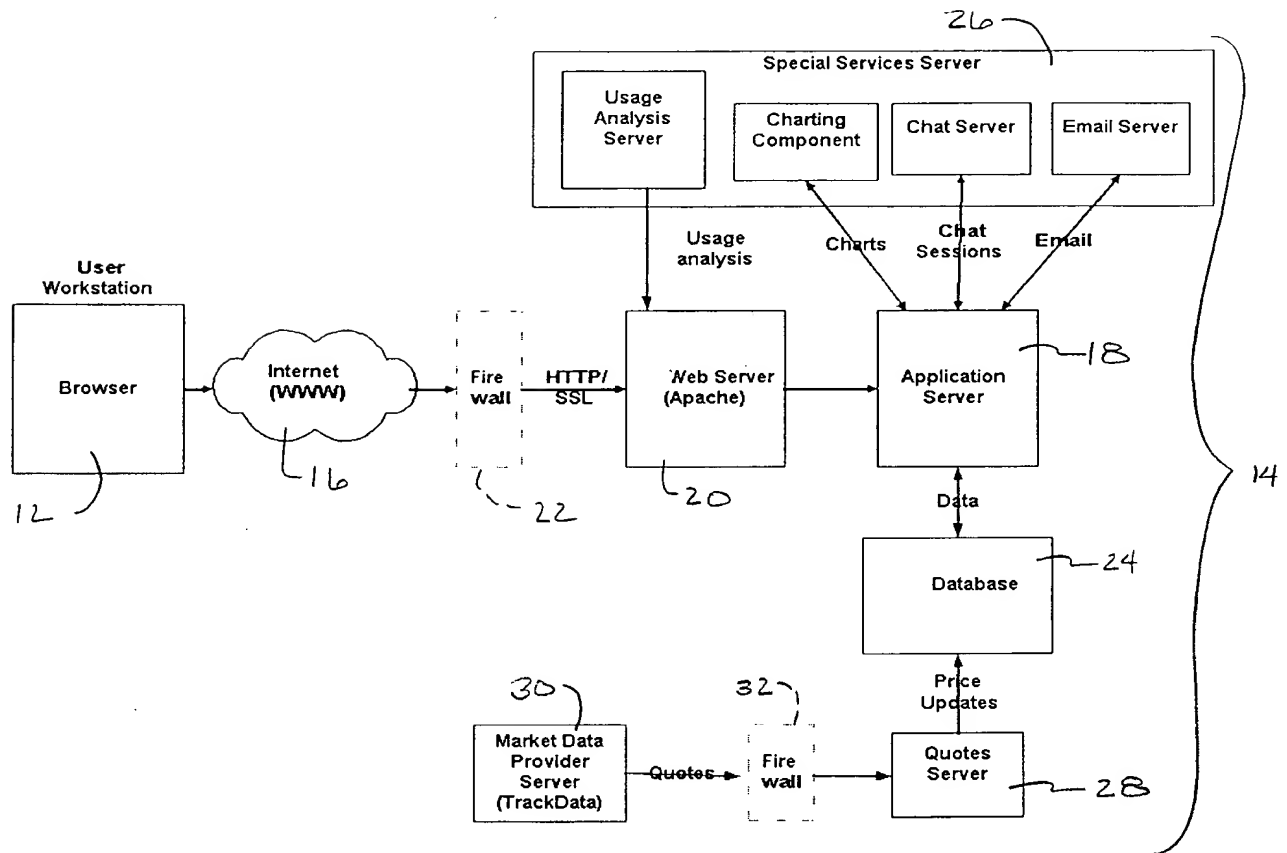 26
Special Services Server
Usage
Analysis
Server
Charting
Component
Chat Server
Email Server
Usage
analysis
Charts
Chat
Sessions
Email
User
Workstation
Browser
12
Internet
(WWW)
16
Fire
wall
22
HTTP/
SSL
Web Server
(Apache)
20
Application
Server
18
14
Data
Database
24
Price
Updates
30
Market Data
Provider
Server
(TrackData)
Quotes
32
Fire
wall
Quotes
Server
28